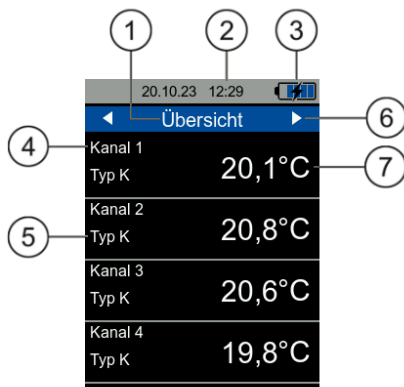 1 2 3
20.10.23 12:29
Übersicht 6
4 Kanal 1
Typ K 20,1°C 7
Kanal 2
5 Typ K 20,8°C
Kanal 3
Typ K 20,6°C
Kanal 4
Typ K 19,8°C